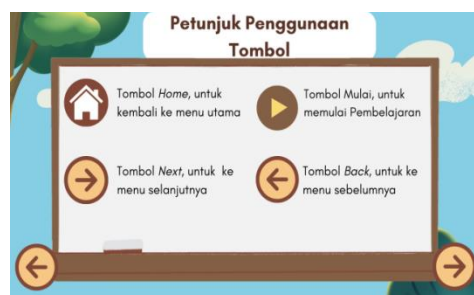 Petunjuk Penggunaan
Tombol
Tombol Home, untuk
kembali ke menu utama
Tombol Mulai, untuk
memulai Pembelajaran
Tombol Next, untuk ke
menu selanjutnya
Tombol Back, untuk ke
menu sebelumnya